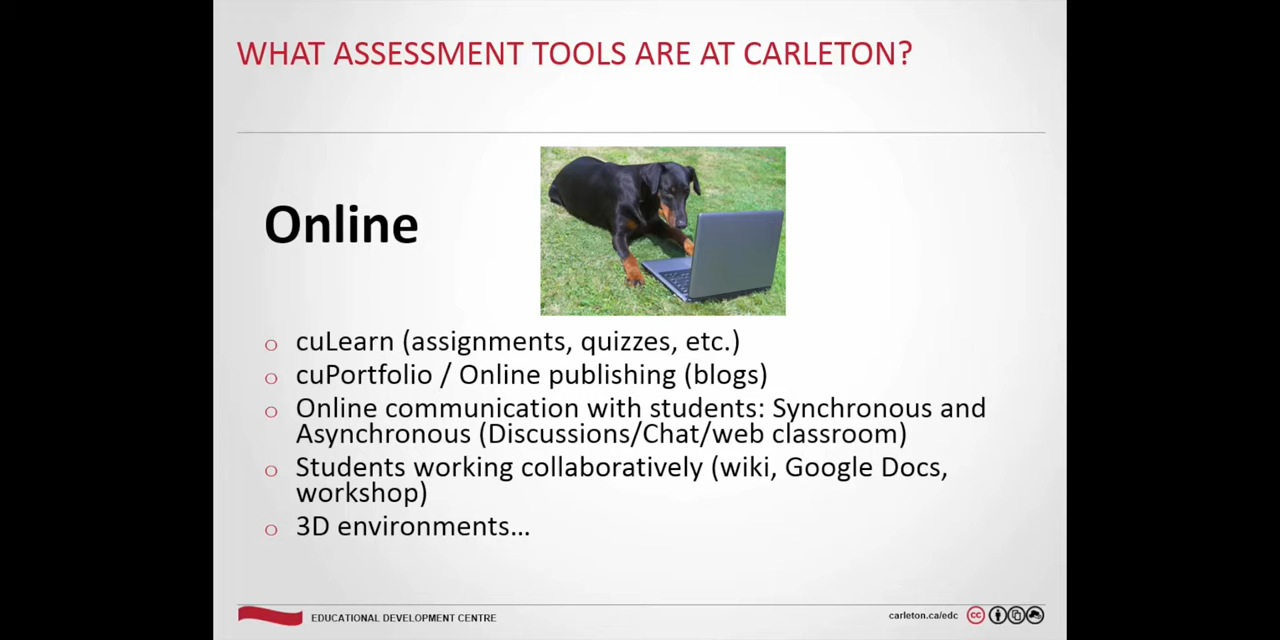 WHAT ASSESSMENT TOOLS ARE AT CARLETON?
Online
o cuLearn (assignments, quizzes, etc.)
o cuPortfolio / Online publishing (blogs)
o Online communication with students: Synchronous and
Asynchronous (Discussions/Chat/web classroom)
o Students working collaboratively (wiki, Google Docs,
workshop)
o 3D environments...
EDUCATIONAL DEVELOPMENT CENTRE
carleton.ca/edc cc